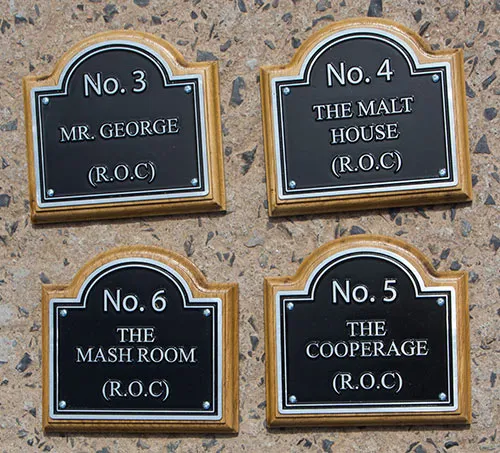 No. 3
MR. GEORGE
(R.O.C)
No. 4
THE MALT
HOUSE
(R.O.C)
No. 6
THE
MASH ROOM
(R.O.C)
No. 5
THE
COOPERAGE
(R.O.C)